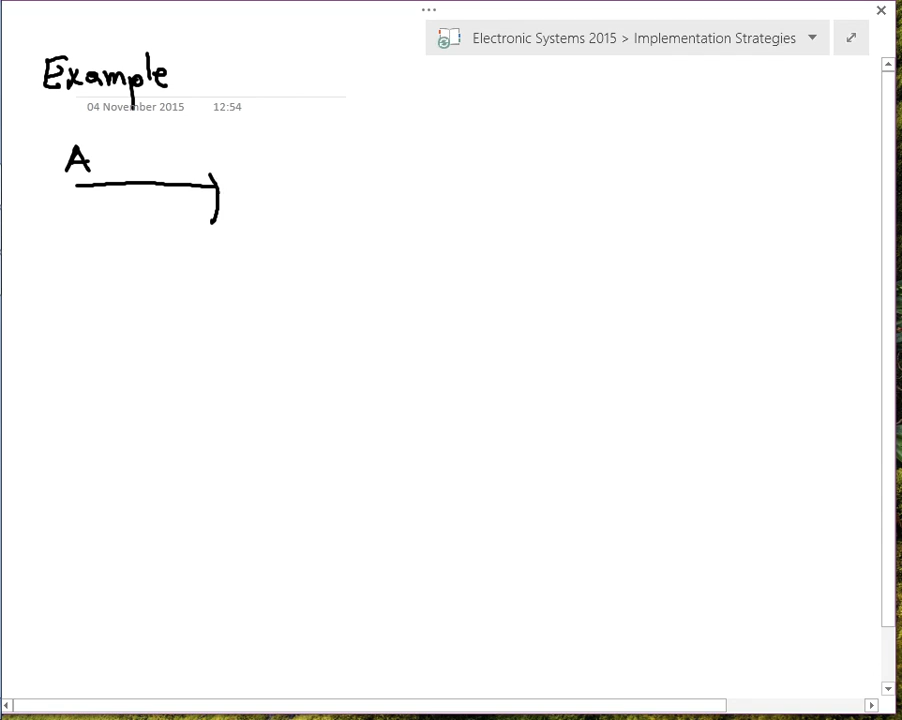 Electronic Systems 2015 > Implementation Strategies
Example
04 November 2015 12:54
A